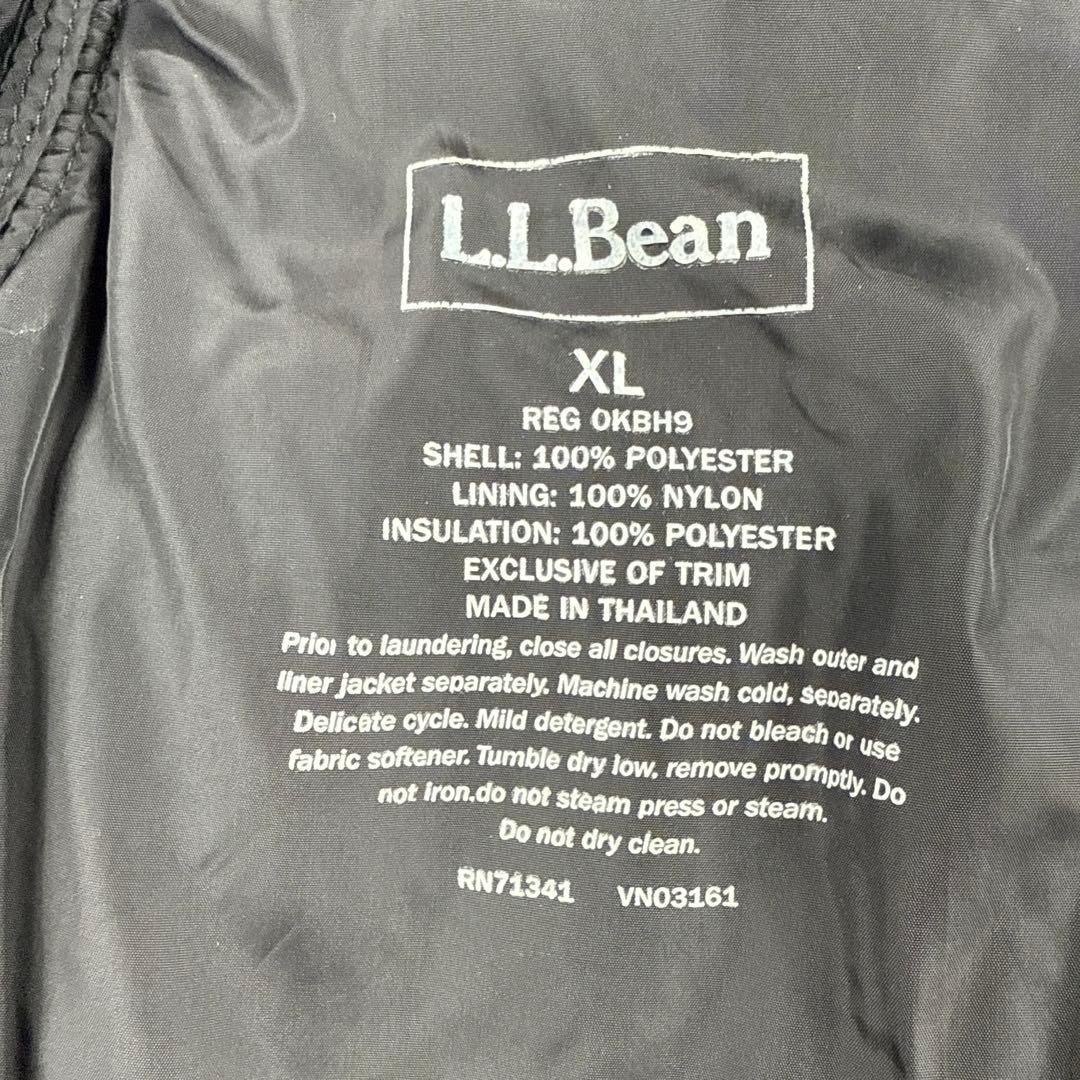 L.L.Bean
XL
REG OKBH9
SHELL: 100% POLYESTER
LINING: 100% NYLON
INSULATION: 100% POLYESTER
EXCLUSIVE OF TRIM
MADE IN THAILAND
Prior to laundering, close all closures. Wash outer and
liner jacket separately. Machine wash cold, separately.
Delicate cycle. Mild detergent. Do not bleach or use
fabric softener. Tumble dry low, remove promptly. Do
not iron.do not steam press or steam.
Do not dry clean.
RN71341 VN03161